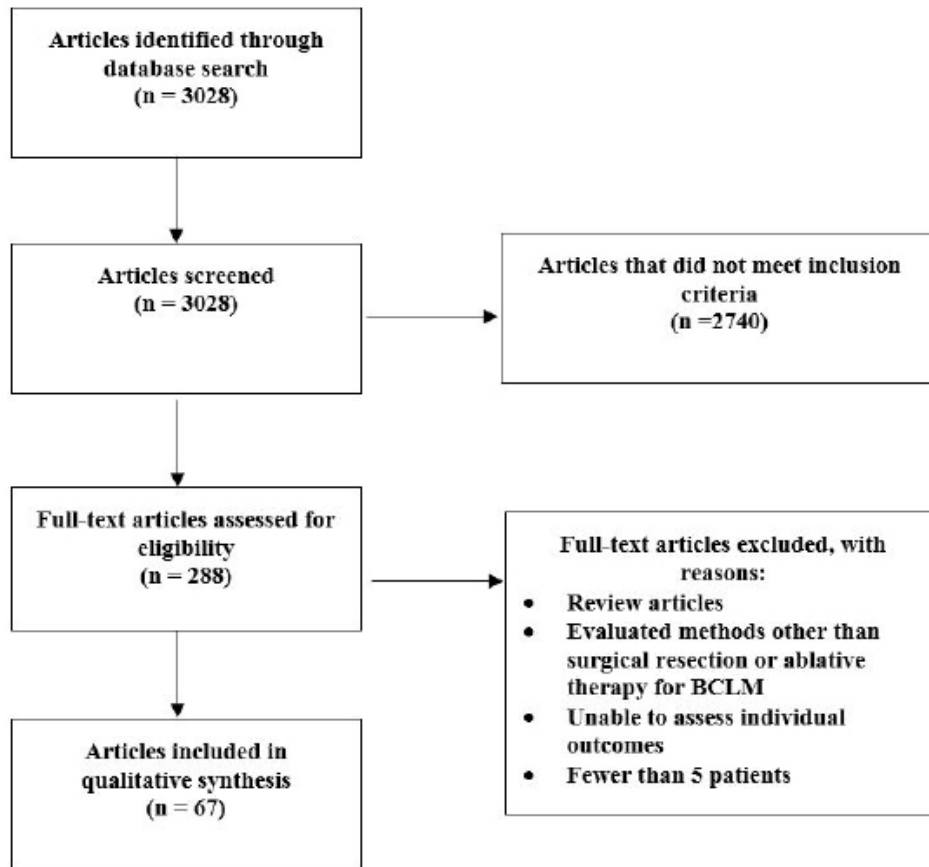 Articles identified through
database search
(n = 3028)
Articles screened
(n = 3028)
Articles that did not meet inclusion
criteria
(n =2740)
Full-text articles assessed for
eligibility
(n = 288)
Full-text articles excluded, with
reasons:
• Review articles
• Evaluated methods other than
surgical resection or ablative
therapy for BCLM
• Unable to assess individual
outcomes
• Fewer than 5 patients
Articles included in
qualitative synthesis
(n = 67)